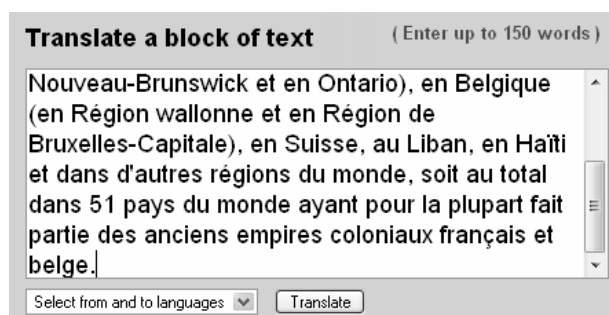 Translate a block of text ( Enter up to 150 words )
Nouveau-Brunswick et en Ontario), en Belgique
(en Région wallonne et en Région de
Bruxelles-Capitale), en Suisse, au Liban, en Haïti
et dans d'autres régions du monde, soit au total
dans 51 pays du monde ayant pour la plupart fait
partie des anciens empires coloniaux français et
belge.
Select from and to languages Translate